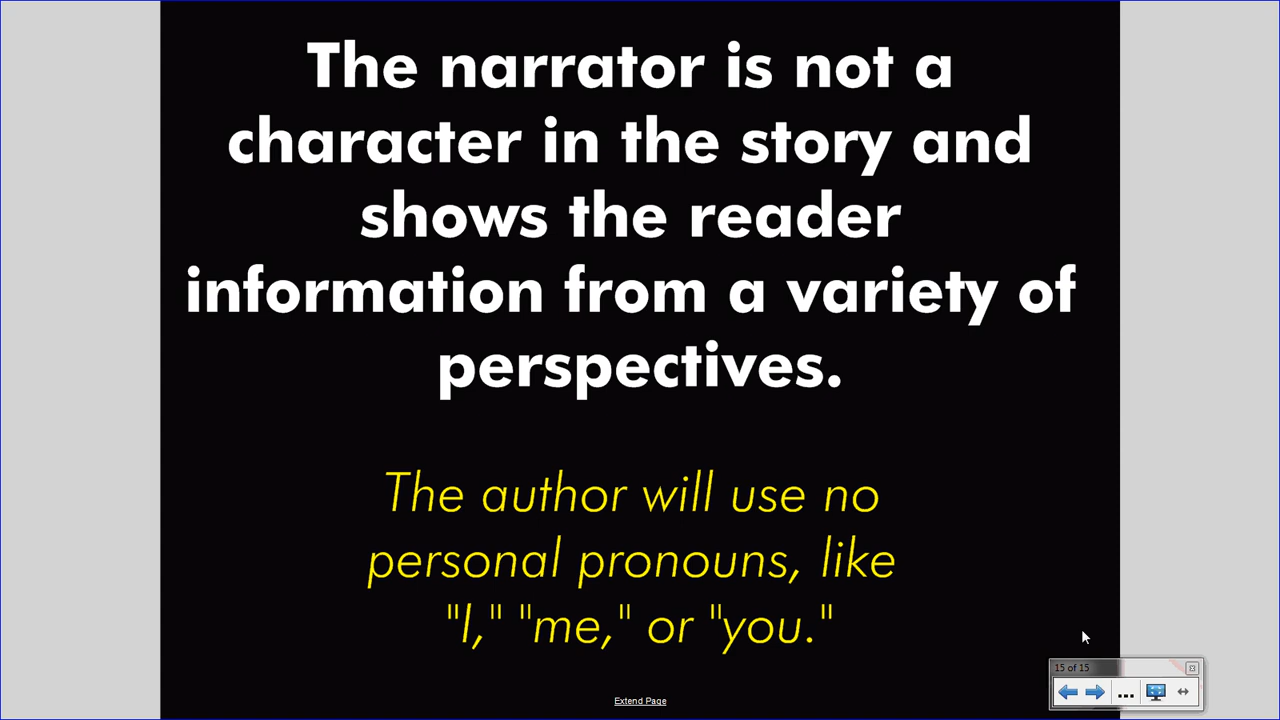 The narrator is not a
character in the story and
shows the reader
information from a variety of
perspectives.
The author will use no
personal pronouns, like
"I," "me," or "you."
15 of 15
...
Extend Page